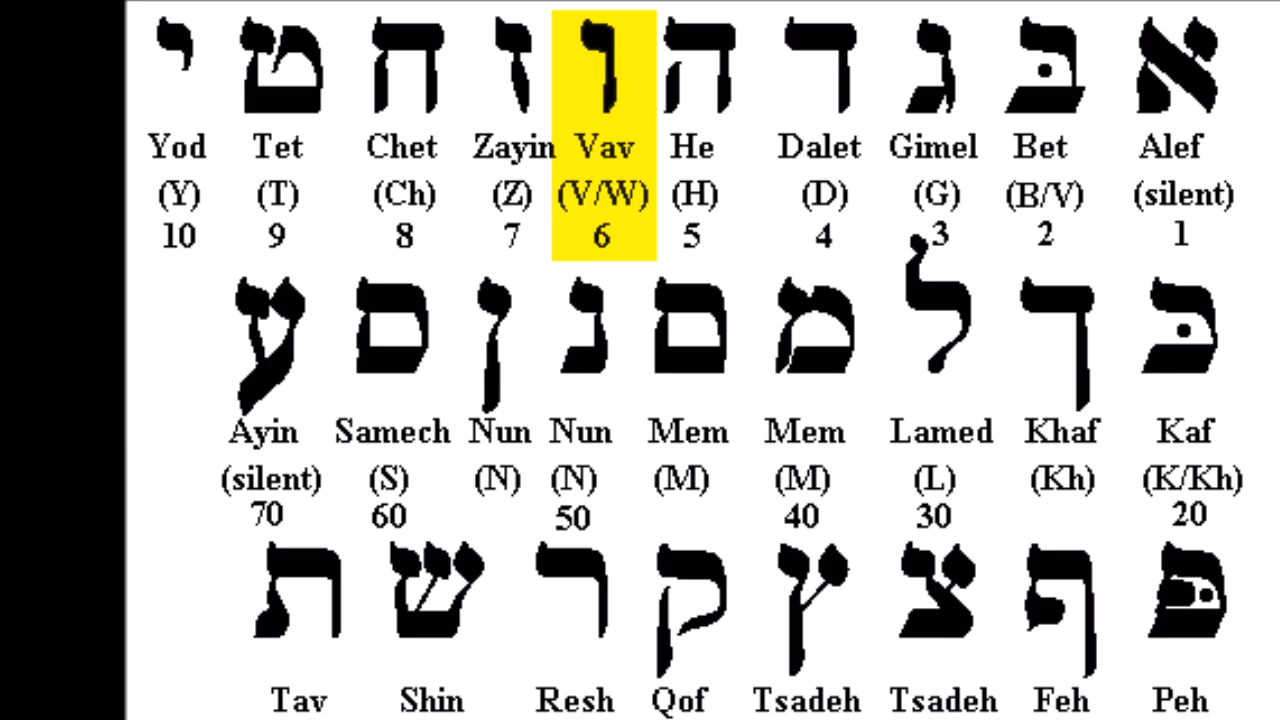 א בּ ג ד ה ו ז ח ט י
Yod Tet Chet Zayin Vav He Dalet Gimel Bet Alef
(Y) (T) (Ch) (Z) (V/W) (H) (D) (G) (B/V) (silent)
10 9 8 7 6 5 4 3 2 1
כּ ך ל מ ם נ ן ס ע
Ayin Samech Nun Nun Mem Mem Lamed Khaf Kaf
(silent) (S) (N) (N) (M) (M) (L) (Kh) (K/Kh)
70 60 50 40 30 20
פּ ף צ ץ ק ר ש ת
Tav Shin Resh Qof Tsadeh Tsadeh Feh Peh